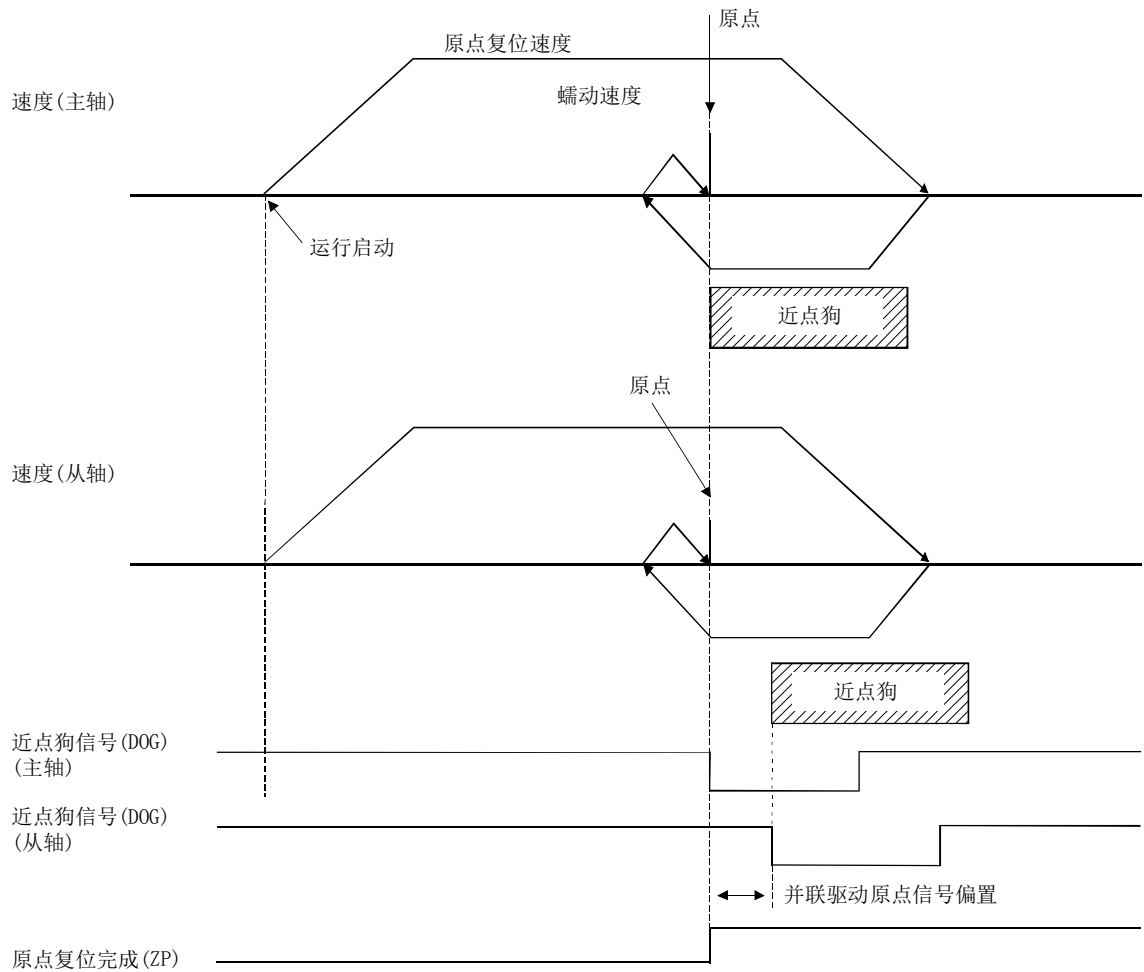 原点
原点复位速度
蠕动速度
速度(主轴)
运行启动
近点狗
原点
速度(从轴)
近点狗
近点狗信号(DOG)
(主轴)
近点狗信号(DOG)
(从轴)
并联驱动原点信号偏置
原点复位完成(ZP)